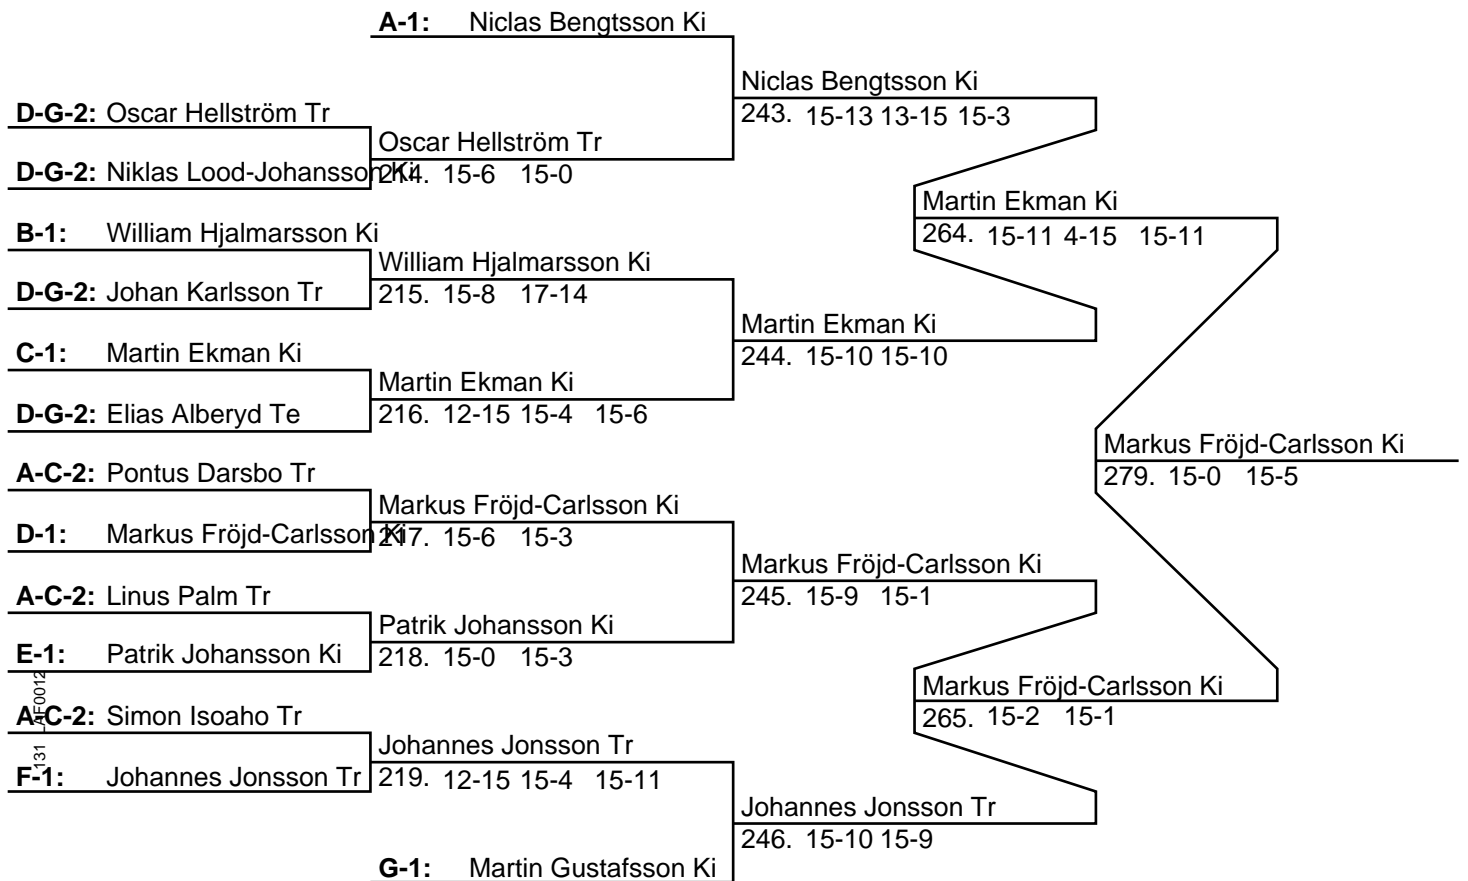 A-1: Niclas Bengtsson Ki
Niclas Bengtsson Ki
243. 15-13 13-15 15-3
D-G-2: Oscar Hellström Tr
Oscar Hellström Tr
D-G-2: Niklas Lood-Johansson Ki
214. 15-6 15-0
Martin Ekman Ki
264. 15-11 4-15 15-11
B-1: William Hjalmarsson Ki
William Hjalmarsson Ki
D-G-2: Johan Karlsson Tr
215. 15-8 17-14
Martin Ekman Ki
244. 15-10 15-10
C-1: Martin Ekman Ki
Martin Ekman Ki
D-G-2: Elias Alberyd Te
216. 12-15 15-4 15-6
Markus Fröjd-Carlsson Ki
279. 15-0 15-5
A-C-2: Pontus Darsbo Tr
Markus Fröjd-Carlsson Ki
D-1: Markus Fröjd-Carlsson Ki
217. 15-6 15-3
Markus Fröjd-Carlsson Ki
245. 15-9 15-1
A-C-2: Linus Palm Tr
Patrik Johansson Ki
E-1: Patrik Johansson Ki
218. 15-0 15-3
Markus Fröjd-Carlsson Ki
265. 15-2 15-1
A-C-2: Simon Isoaho Tr
Johannes Jonsson Tr
F-1: Johannes Jonsson Tr
219. 12-15 15-4 15-11
Johannes Jonsson Tr
246. 15-10 15-9
G-1: Martin Gustafsson Ki
131 LAF0012